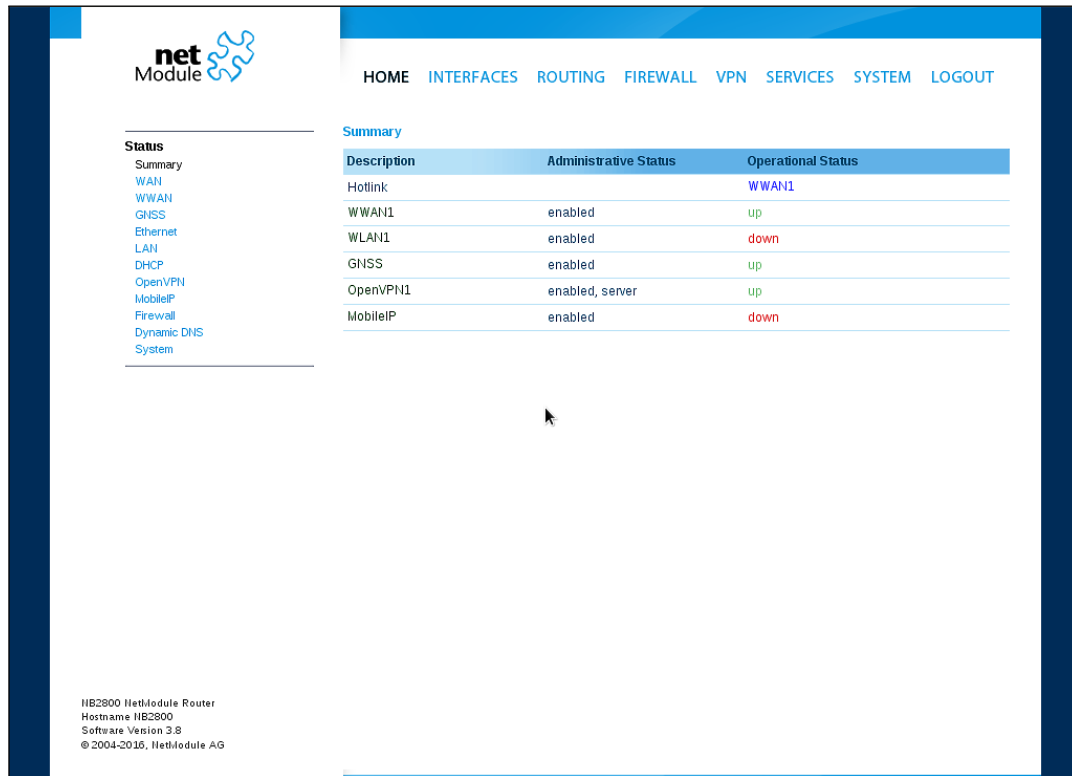 net
Module
HOME INTERFACES ROUTING FIREWALL VPN SERVICES SYSTEM LOGOUT
Status
Summary
WAN
WWAN
GNSS
Ethernet
LAN
DHCP
OpenVPN
MobileIP
Firewall
Dynamic DNS
System
Summary
Description Administrative Status Operational Status
Hotlink WWAN1
WWAN1 enabled up
WLAN1 enabled down
GNSS enabled up
OpenVPN1 enabled, server up
MobileIP enabled down
NB2800 NetModule Router
Hostname NB2800
Software Version 3.8
© 2004-2016, NetModule AG